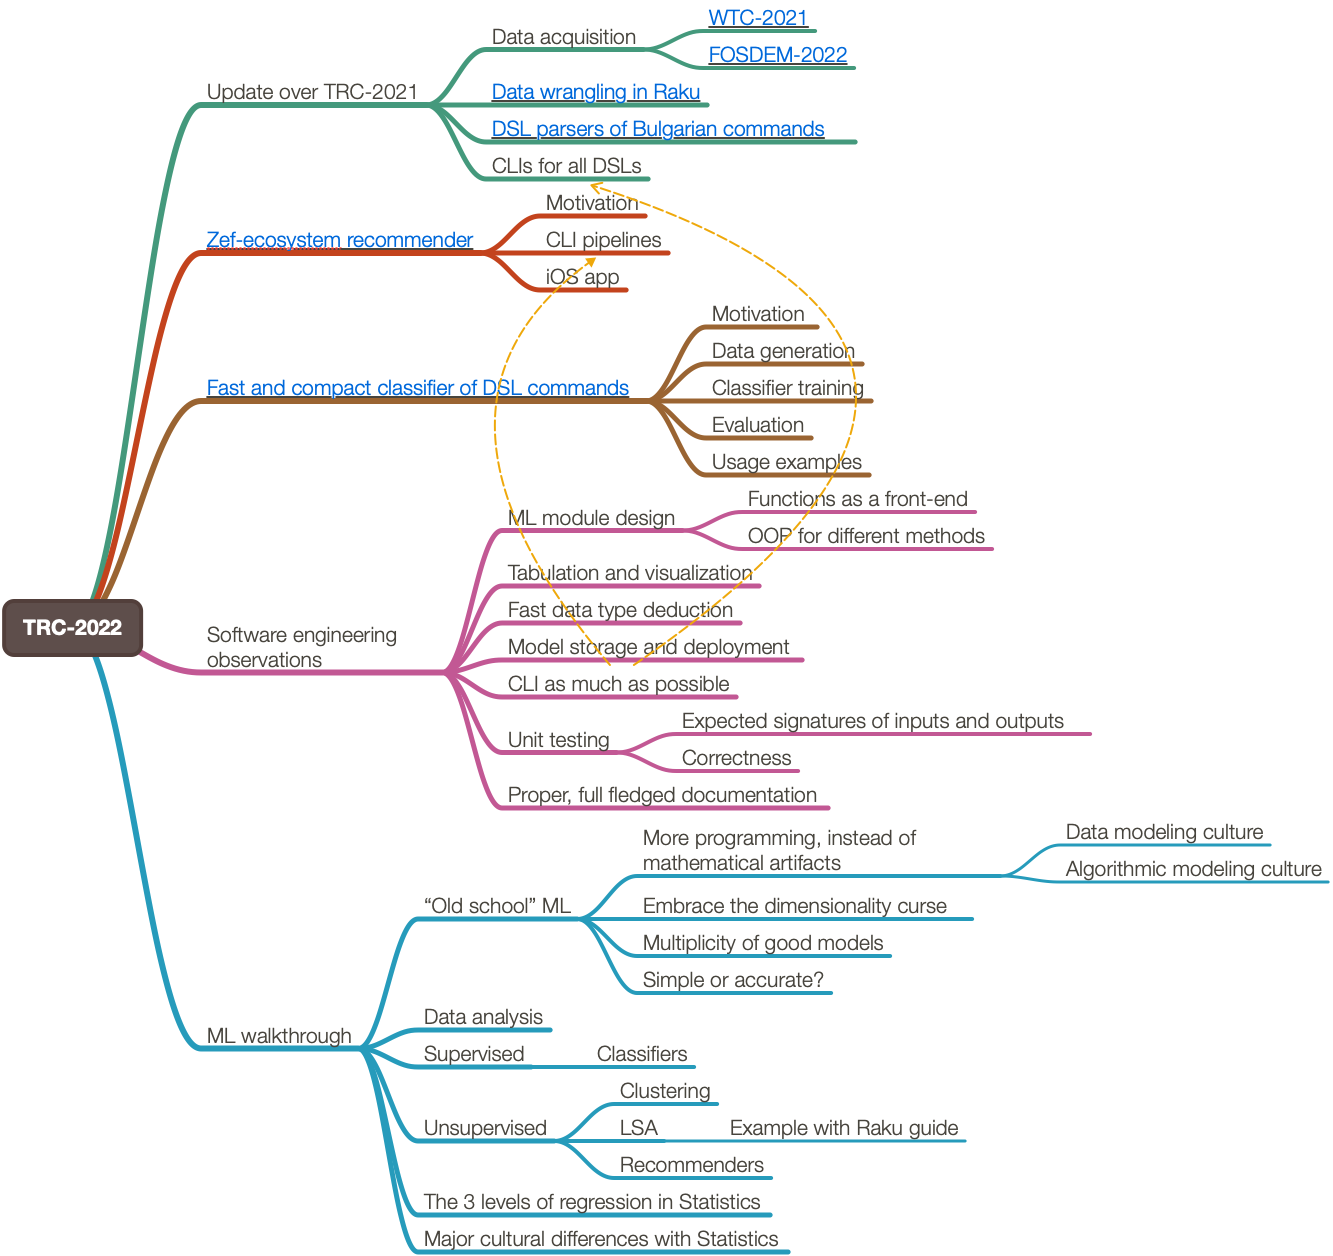 TRC-2022
Update over TRC-2021
Data acquisition
WTC-2021
FOSDEM-2022
Data wrangling in Raku
DSL parsers of Bulgarian commands
CLIs for all DSLs
Zef-ecosystem recommender
Motivation
CLI pipelines
iOS app
Fast and compact classifier of DSL commands
Motivation
Data generation
Classifier training
Evaluation
Usage examples
Software engineering
observations
ML module design
Functions as a front-end
OOP for different methods
Tabulation and visualization
Fast data type deduction
Model storage and deployment
CLI as much as possible
Unit testing
Expected signatures of inputs and outputs
Correctness
Proper, full fledged documentation
ML walkthrough
“Old school” ML
More programming, instead of
mathematical artifacts
Data modeling culture
Algorithmic modeling culture
Embrace the dimensionality curse
Multiplicity of good models
Simple or accurate?
Data analysis
Supervised
Classifiers
Unsupervised
Clustering
LSA
Example with Raku guide
Recommenders
The 3 levels of regression in Statistics
Major cultural differences with Statistics